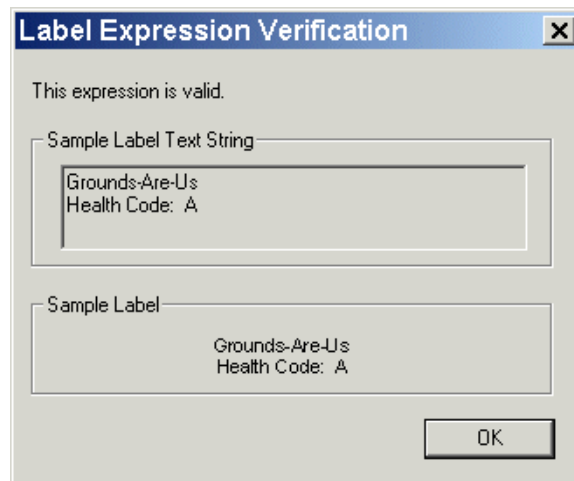 Label Expression Verification
This expression is valid.
Sample Label Text String
Grounds-Are-Us
Health Code:  A
Sample Label
Grounds-Are-Us
Health Code:  A
OK